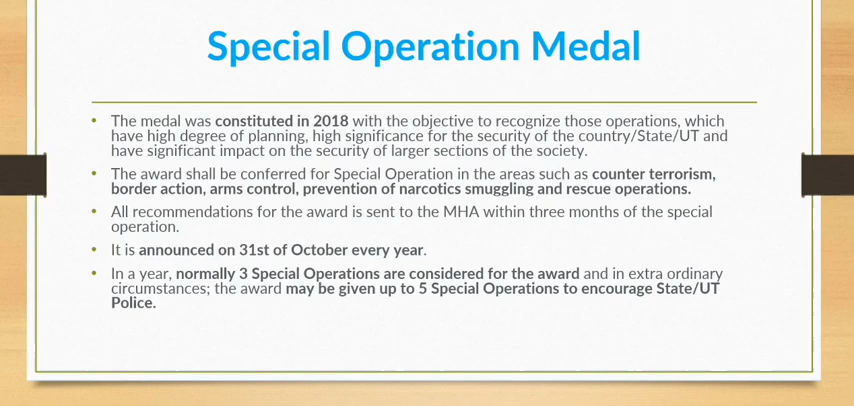 Special Operation Medal
• The medal was constituted in 2018 with the objective to recognize those operations, which
have high degree of planning, high significance for the security of the country/State/UT and
have significant impact on the security of larger sections of the society.
• The award shall be conferred for Special Operation in the areas such as counter terrorism,
border action, arms control, prevention of narcotics smuggling and rescue operations.
• All recommendations for the award is sent to the MHA within three months of the special
operation.
• It is announced on 31st of October every year.
• In a year, normally 3 Special Operations are considered for the award and in extra ordinary
circumstances; the award may be given up to 5 Special Operations to encourage State/UT
Police.